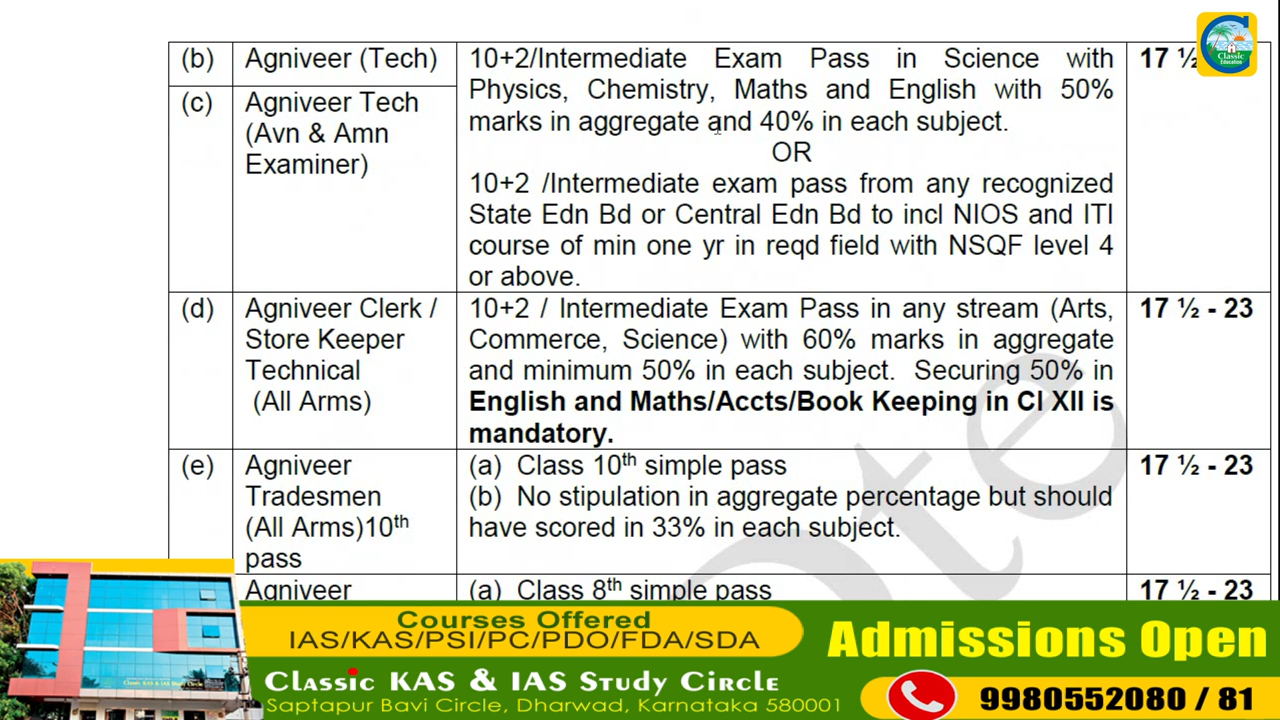 (b) Agniveer (Tech) 10+2/Intermediate Exam Pass in Science with 17 ½
Physics, Chemistry, Maths and English with 50%
(c) Agniveer Tech marks in aggregate and 40% in each subject.
(Avn & Amn OR
Examiner) 10+2 /Intermediate exam pass from any recognized
State Edn Bd or Central Edn Bd to incl NIOS and ITI
course of min one yr in reqd field with NSQF level 4
or above.
(d) Agniveer Clerk / 10+2 / Intermediate Exam Pass in any stream (Arts, 17 ½ - 23
Store Keeper Commerce, Science) with 60% marks in aggregate
Technical and minimum 50% in each subject. Securing 50% in
(All Arms) English and Maths/Accts/Book Keeping in Cl XII is
mandatory.
(e) Agniveer (a) Class 10th simple pass 17 ½ - 23
Tradesmen (b) No stipulation in aggregate percentage but should
(All Arms)10th have scored in 33% in each subject.
pass
Agniveer (a) Class 8th simple pass 17 ½ - 23
Classic
Education
Courses Offered
IAS/KAS/PSI/PC/PDO/FDA/SDA
Classic KAS & IAS Study Circle
Saptapur Bavi Circle, Dharwad, Karnataka 580001
Admissions Open
9980552080 / 81